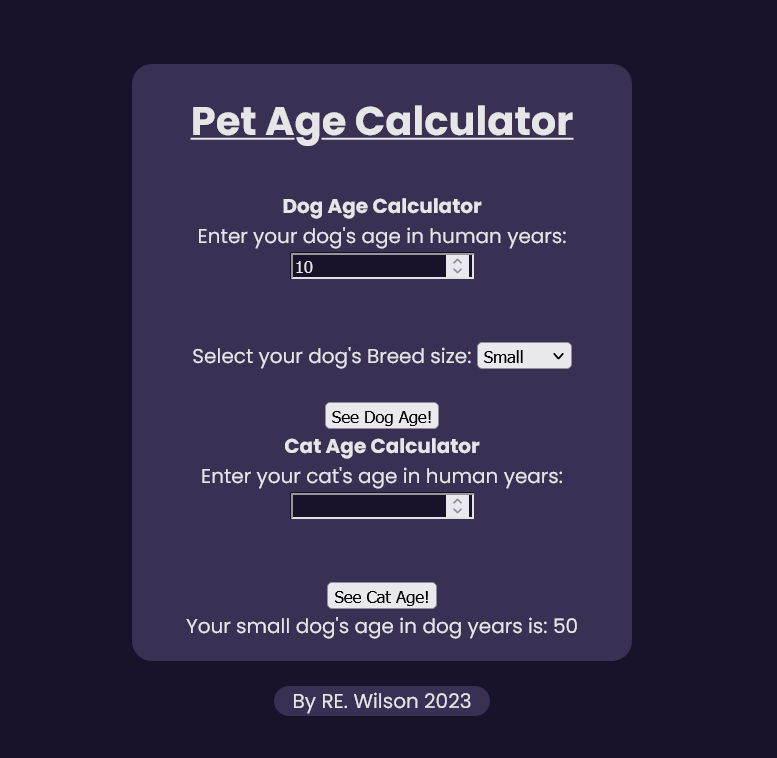 Pet Age Calculator
Dog Age Calculator
Enter your dog's age in human years:
10
Select your dog's Breed size: Small
See Dog Age!
Cat Age Calculator
Enter your cat's age in human years:
See Cat Age!
Your small dog's age in dog years is: 50
By RE. Wilson 2023